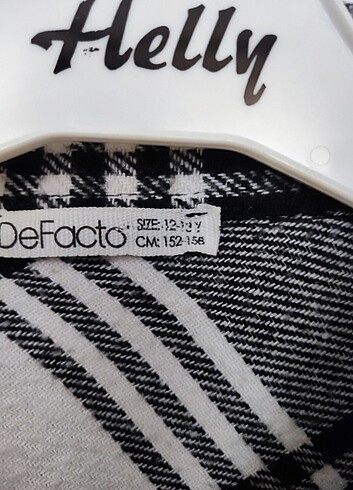 Helly
DeFacto
SIZE: 12-13 Y
CM: 152-158